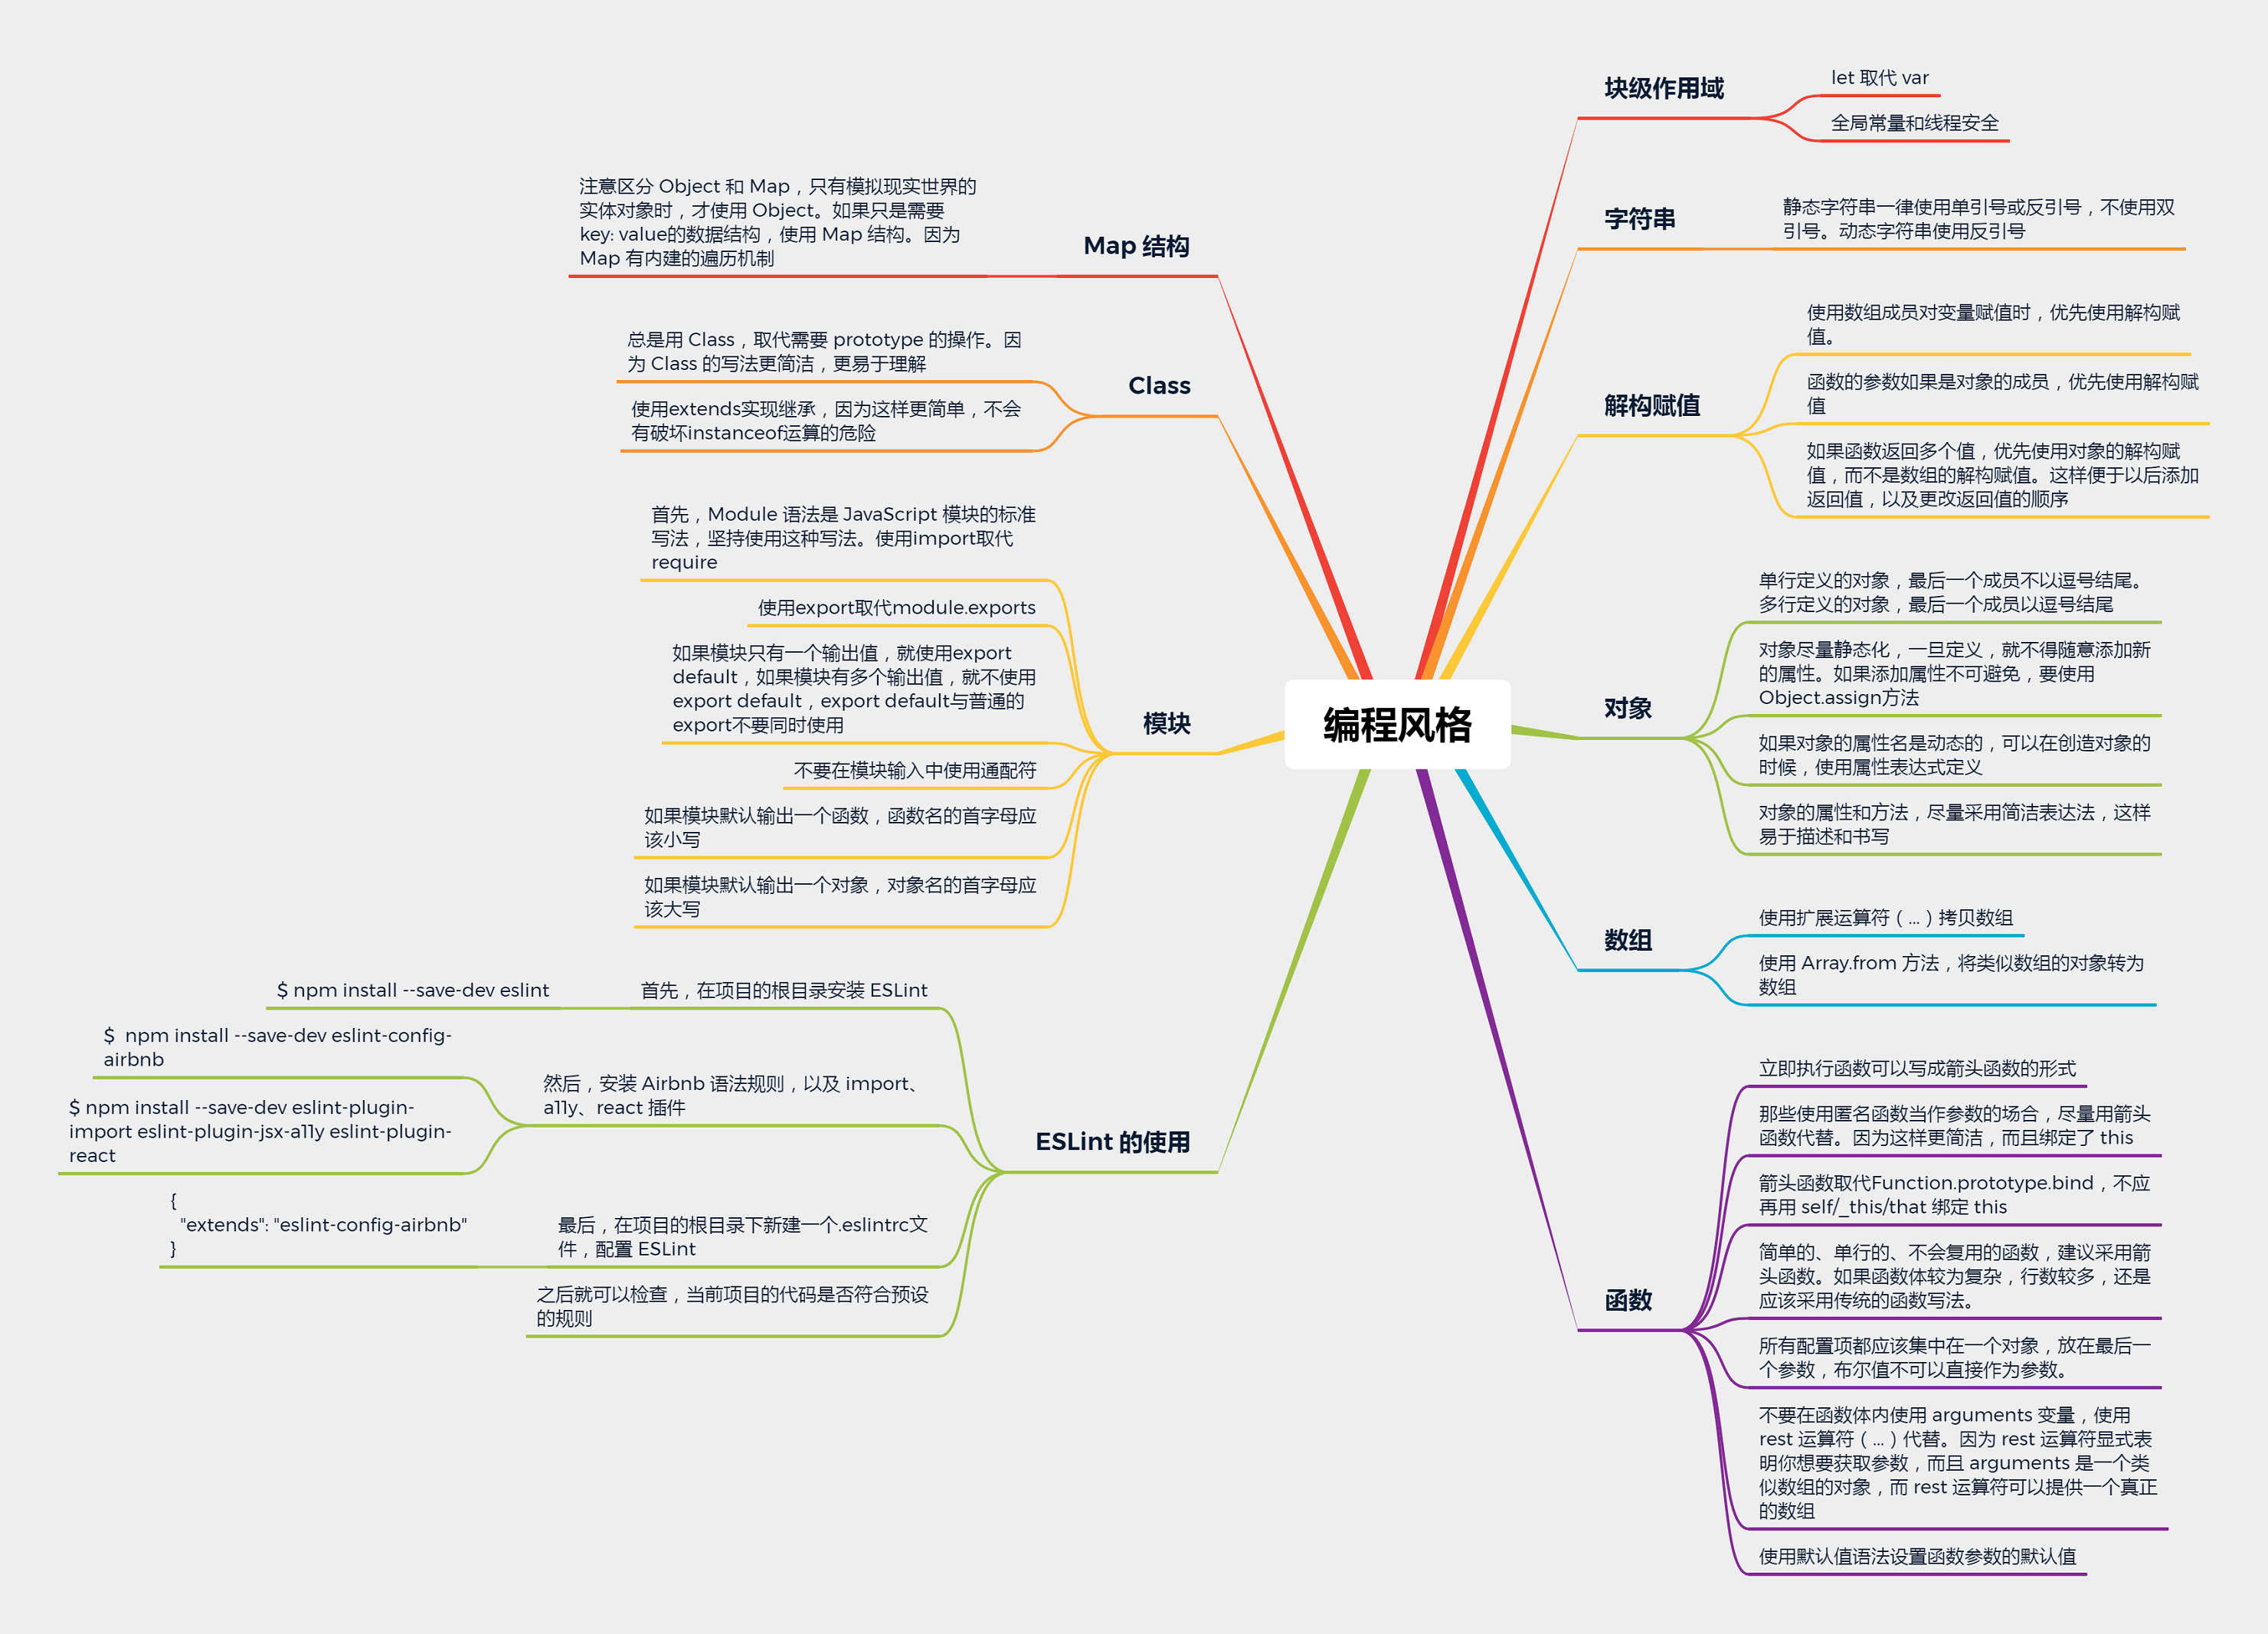 编程风格
块级作用域
let 取代 var
全局常量和线程安全
字符串
静态字符串一律使用单引号或反引号，不使用双
引号。动态字符串使用反引号
解构赋值
使用数组成员对变量赋值时，优先使用解构赋
值。
函数的参数如果是对象的成员，优先使用解构赋
值
如果函数返回多个值，优先使用对象的解构赋
值，而不是数组的解构赋值。这样便于以后添加
返回值，以及更改返回值的顺序
对象
单行定义的对象，最后一个成员不以逗号结尾。
多行定义的对象，最后一个成员以逗号结尾
对象尽量静态化，一旦定义，就不得随意添加新
的属性。如果添加属性不可避免，要使用
Object.assign方法
如果对象的属性名是动态的，可以在创造对象的
时候，使用属性表达式定义
对象的属性和方法，尽量采用简洁表达法，这样
易于描述和书写
数组
使用扩展运算符（...）拷贝数组
使用 Array.from 方法，将类似数组的对象转为
数组
函数
立即执行函数可以写成箭头函数的形式
那些使用匿名函数当作参数的场合，尽量用箭头
函数代替。因为这样更简洁，而且绑定了 this
箭头函数取代Function.prototype.bind，不应
再用 self/_this/that 绑定 this
简单的、单行的、不会复用的函数，建议采用箭
头函数。如果函数体较为复杂，行数较多，还是
应该采用传统的函数写法。
所有配置项都应该集中在一个对象，放在最后一
个参数，布尔值不可以直接作为参数。
不要在函数体内使用 arguments 变量，使用
rest 运算符（...）代替。因为 rest 运算符显式表
明你想要获取参数，而且 arguments 是一个类
似数组的对象，而 rest 运算符可以提供一个真正
的数组
使用默认值语法设置函数参数的默认值
Map 结构
注意区分 Object 和 Map，只有模拟现实世界的
实体对象时，才使用 Object。如果只是需要
key: value的数据结构，使用 Map 结构。因为
Map 有内建的遍历机制
Class
总是用 Class，取代需要 prototype 的操作。因
为 Class 的写法更简洁，更易于理解
使用extends实现继承，因为这样更简单，不会
有破坏instanceof运算的危险
模块
首先，Module 语法是 JavaScript 模块的标准
写法，坚持使用这种写法。使用import取代
require
使用export取代module.exports
如果模块只有一个输出值，就使用export
default，如果模块有多个输出值，就不使用
export default，export default与普通的
export不要同时使用
不要在模块输入中使用通配符
如果模块默认输出一个函数，函数名的首字母应
该小写
如果模块默认输出一个对象，对象名的首字母应
该大写
ESLint 的使用
首先，在项目的根目录安装 ESLint
$ npm install --save-dev eslint
然后，安装 Airbnb 语法规则，以及 import、
a11y、react 插件
$  npm install --save-dev eslint-config-
airbnb
$ npm install --save-dev eslint-plugin-
import eslint-plugin-jsx-a11y eslint-plugin-
react
最后，在项目的根目录下新建一个.eslintrc文
件，配置 ESLint
{
"extends": "eslint-config-airbnb"
}
之后就可以检查，当前项目的代码是否符合预设
的规则